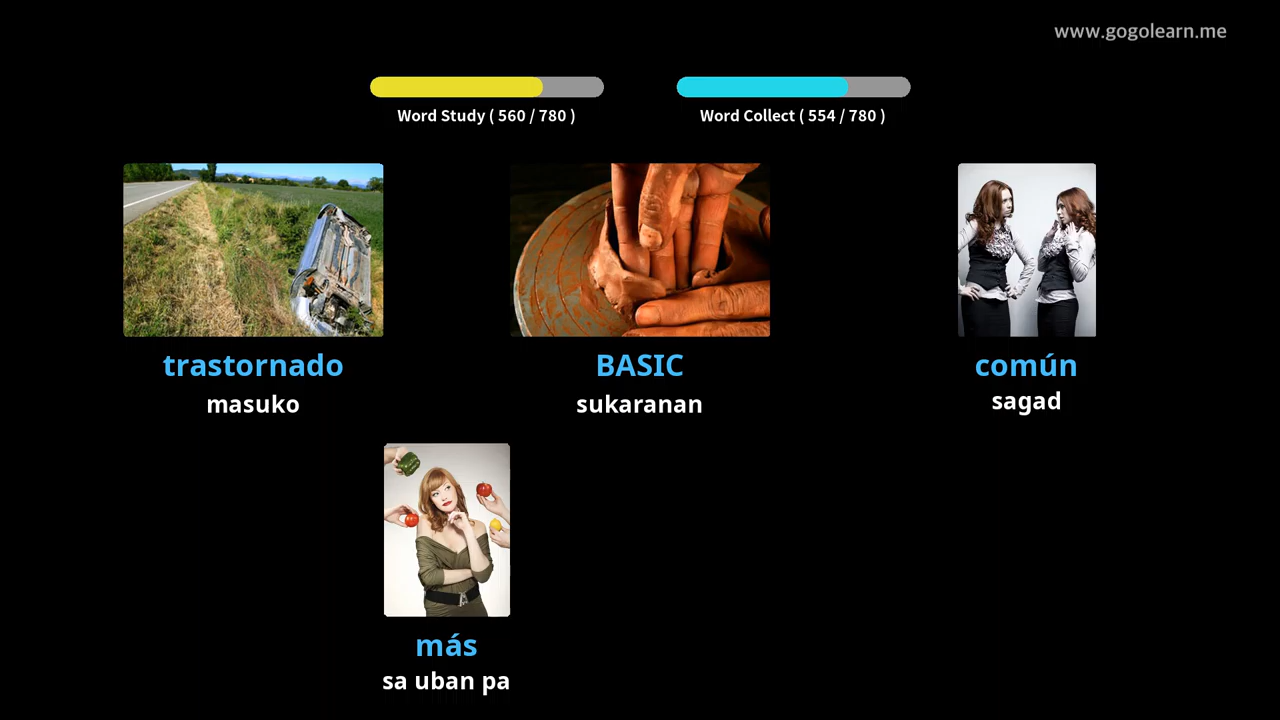 www.gogolearn.me
Word Study ( 560 / 780 )
Word Collect ( 554 / 780 )
trastornado
masuko
BASIC
sukaranan
común
sagad
más
sa uban pa